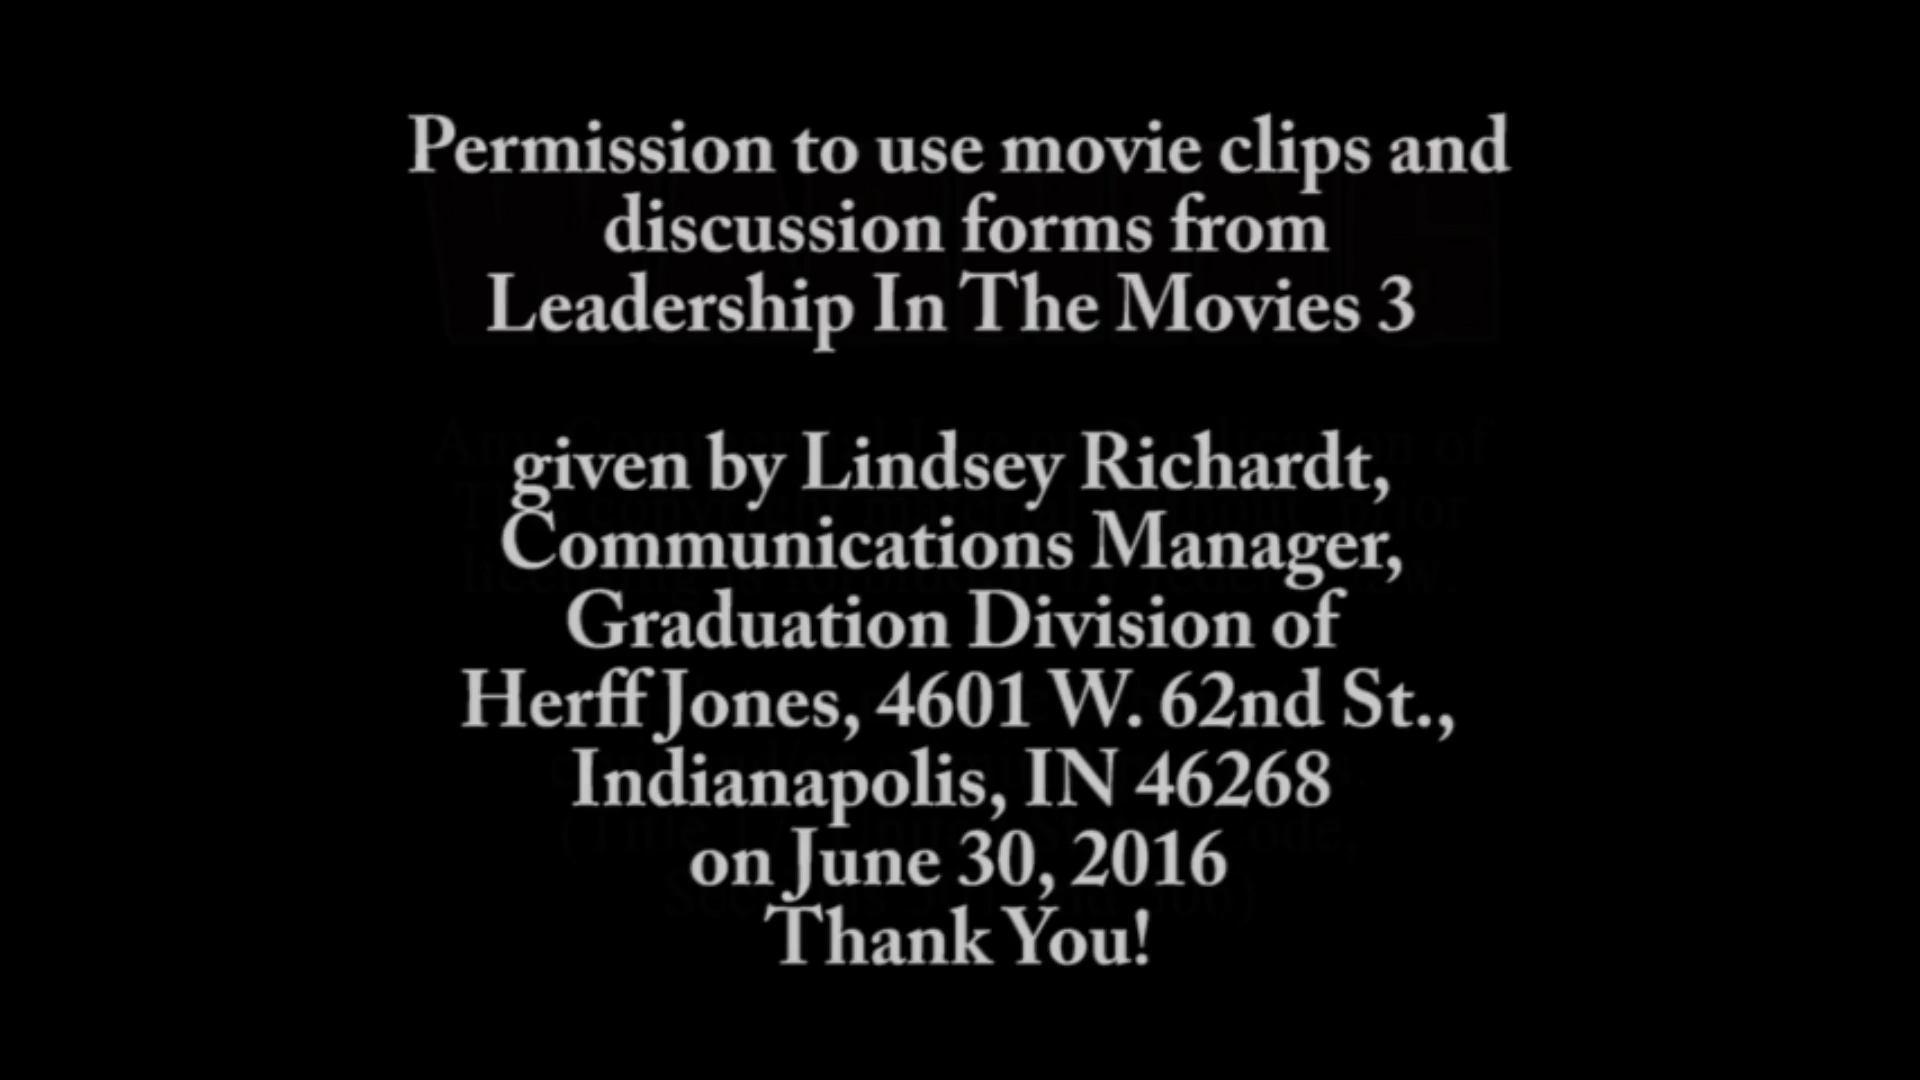 Permission to use movie clips and
discussion forms from
Leadership In The Movies 3
given by Lindsey Richardt,
Communications Manager,
Graduation Division of
Herff Jones, 4601 W. 62nd St.,
Indianapolis, IN 46268
on June 30, 2016
Thank You!